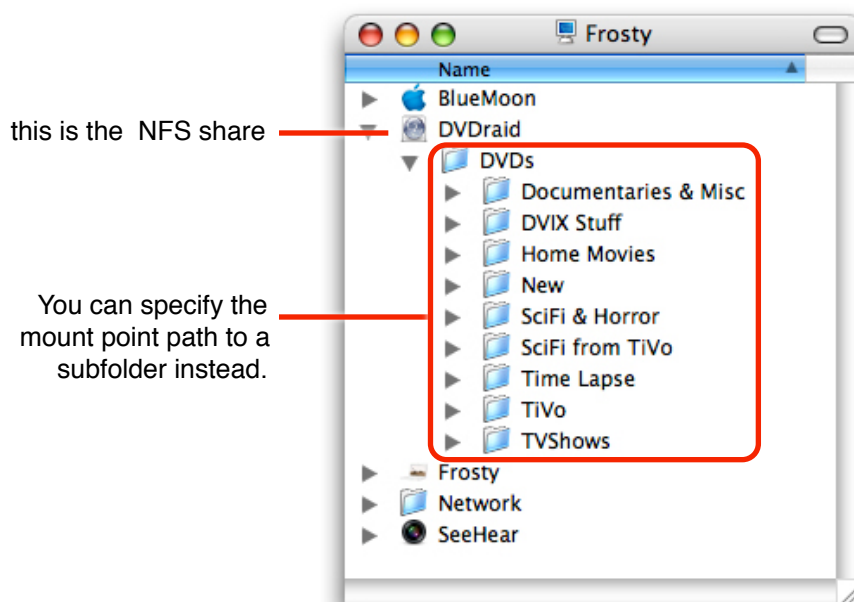 Frosty
Name
BlueMoon
this is the  NFS share
DVDraid
DVDs
Documentaries & Misc
DVIX Stuff
Home Movies
New
You can specify the
mount point path to a
subfolder instead.
SciFi & Horror
SciFi from TiVo
Time Lapse
TiVo
TVShows
Frosty
Network
SeeHear